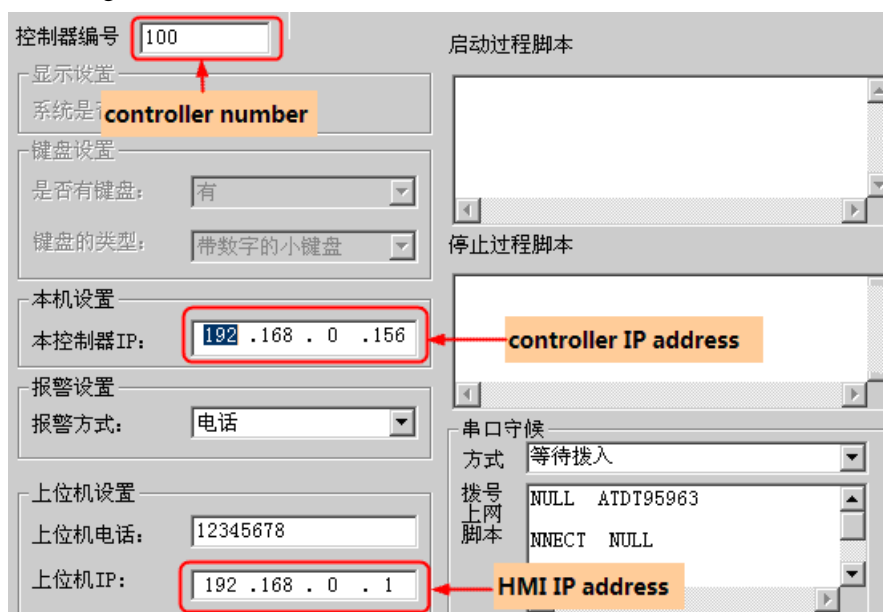 控制器编号 100
显示设置
系统是
controller number
键盘设置
是否有键盘: 有
键盘的类型: 带数字的小键盘
本机设置
本控制器IP: 192 .168 . 0 .156
controller IP address
报警设置
报警方式: 电话
上位机设置
上位机电话: 12345678
上位机IP: 192 .168 . 0 . 1
HMI IP address
启动过程脚本
停止过程脚本
串口守候
方式 等待拨入
拨号上网脚本
NULL ATDT95963
NNECT NULL